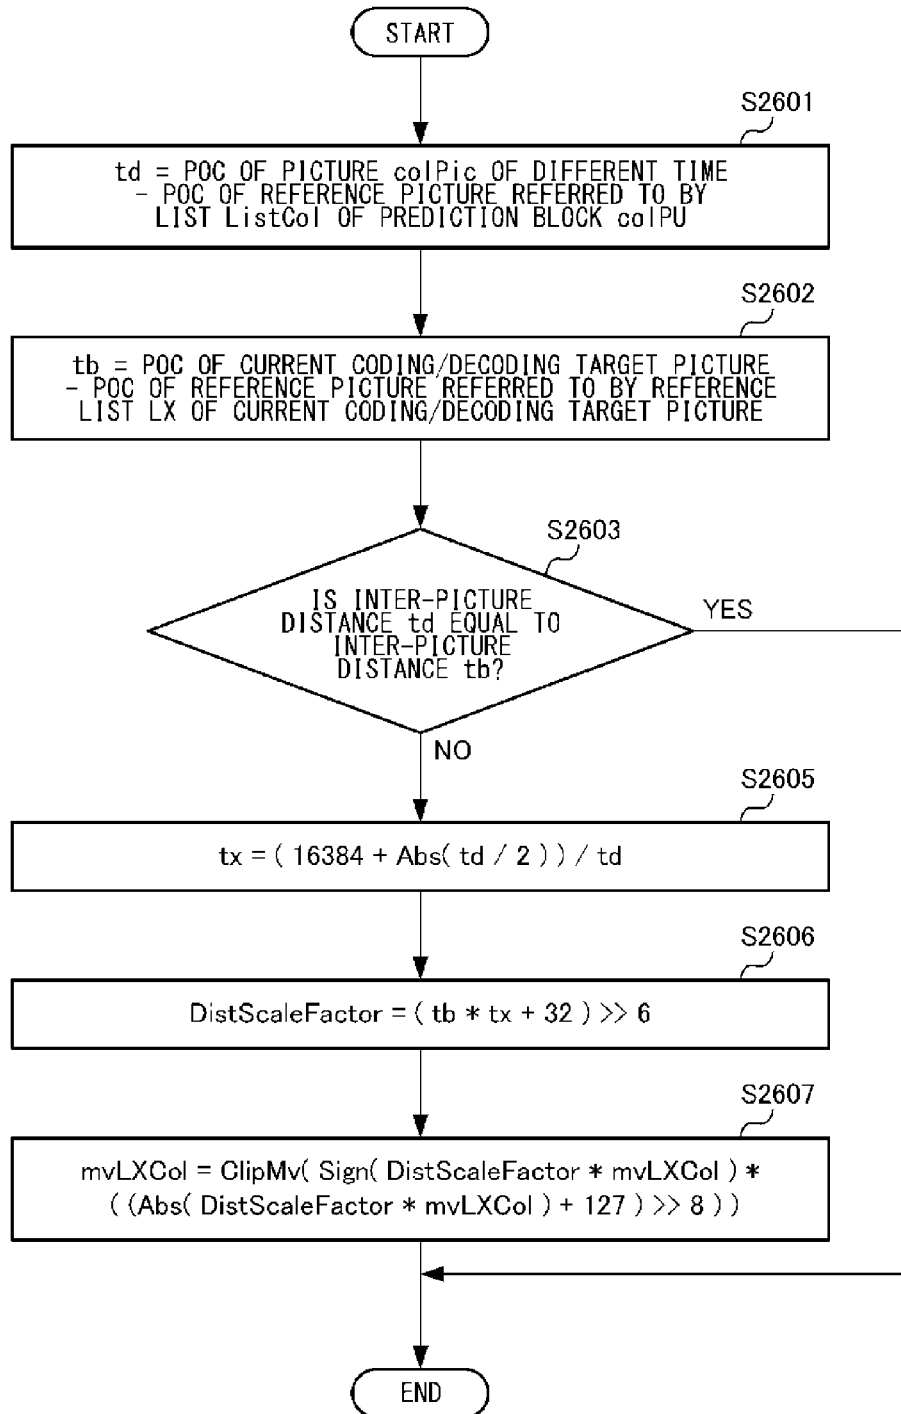 START
S2601
td = POC OF PICTURE colPic OF DIFFERENT TIME
- POC OF REFERENCE PICTURE REFERRED TO BY
LIST ListCol OF PREDICTION BLOCK colPU
S2602
tb = POC OF CURRENT CODING/DECODING TARGET PICTURE
- POC OF REFERENCE PICTURE REFERRED TO BY REFERENCE
LIST LX OF CURRENT CODING/DECODING TARGET PICTURE
S2603
IS INTER-PICTURE
DISTANCE td EQUAL TO
INTER-PICTURE
DISTANCE tb?
YES
NO
S2605
tx = ( 16384 + Abs( td / 2 ) ) / td
S2606
DistScaleFactor = ( tb * tx + 32 ) >> 6
S2607
mvLXCol = ClipMv( Sign( DistScaleFactor * mvLXCol ) *
( (Abs( DistScaleFactor * mvLXCol ) + 127 ) >> 8 ) )
END